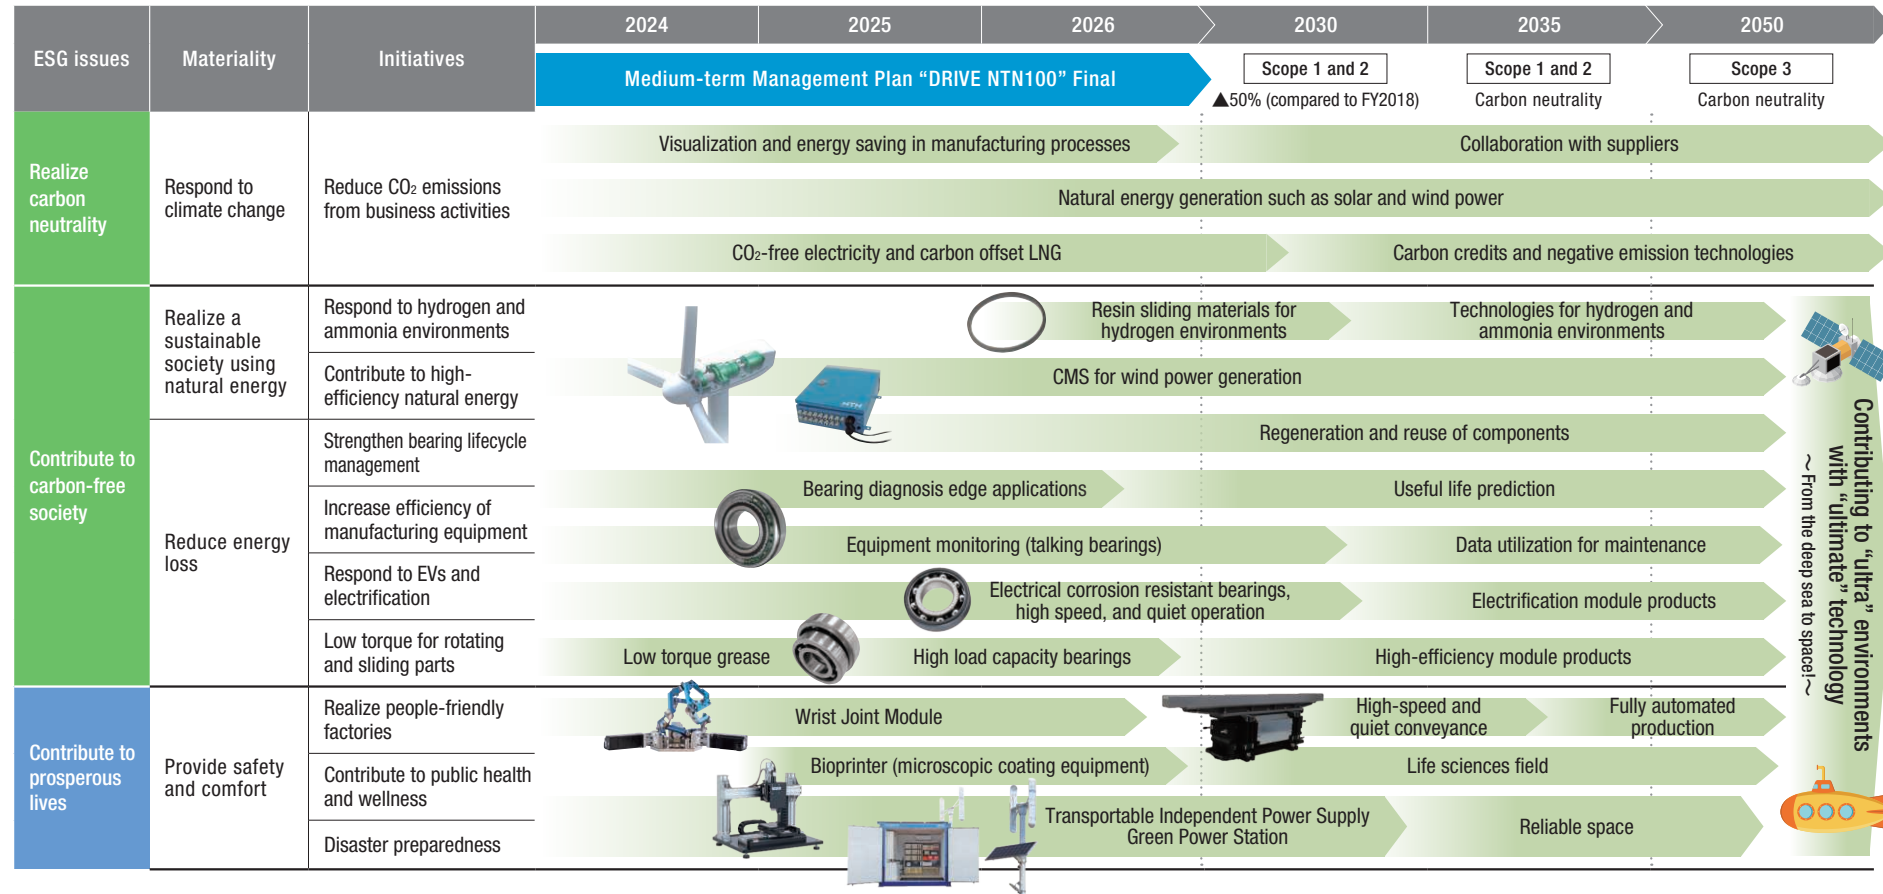 ESG issues
Materiality
Initiatives
2024
2025
2026
2030
2035
2050
Medium-term Management Plan “DRIVE NTN100” Final
Scope 1 and 2
▲50% (compared to FY2018)
Scope 1 and 2
Carbon neutrality
Scope 3
Carbon neutrality
Realize
carbon
neutrality
Respond to
climate change
Reduce CO2 emissions
from business activities
Visualization and energy saving in manufacturing processes
Collaboration with suppliers
Natural energy generation such as solar and wind power
CO2-free electricity and carbon offset LNG
Carbon credits and negative emission technologies
Contribute to
carbon-free
society
Realize a
sustainable
society using
natural energy
Respond to hydrogen and
ammonia environments
Resin sliding materials for
hydrogen environments
Technologies for hydrogen and
ammonia environments
Contribute to high-
efficiency natural energy
CMS for wind power generation
NTN
Reduce energy
loss
Strengthen bearing lifecycle
management
Regeneration and reuse of components
Increase efficiency of
manufacturing equipment
Bearing diagnosis edge applications
Useful life prediction
Equipment monitoring (talking bearings)
Data utilization for maintenance
Respond to EVs and
electrification
Electrical corrosion resistant bearings,
high speed, and quiet operation
Electrification module products
Low torque for rotating
and sliding parts
Low torque grease
High load capacity bearings
High-efficiency module products
Contribute to
prosperous
lives
Provide safety
and comfort
Realize people-friendly
factories
Wrist Joint Module
High-speed and
quiet conveyance
Fully automated
production
Contribute to public health
and wellness
Bioprinter (microscopic coating equipment)
Life sciences field
Disaster preparedness
Transportable Independent Power Supply
Green Power Station
Reliable space
Contributing to “ultra” environments
with “ultimate” technology
～From the deep sea to space!～